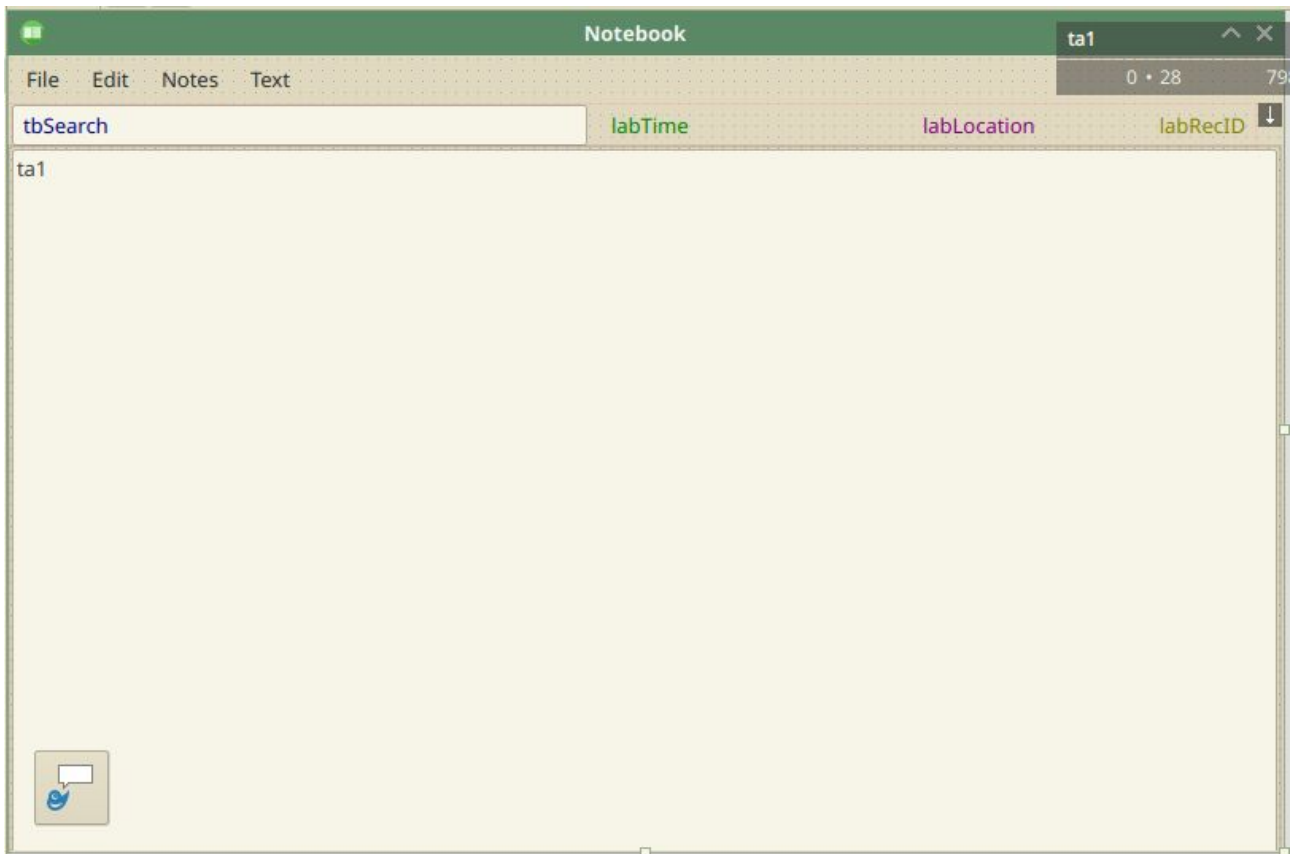 Notebook
ta1
File Edit Notes Text
0 • 28
tbSearch labTime labLocation labRecID
ta1